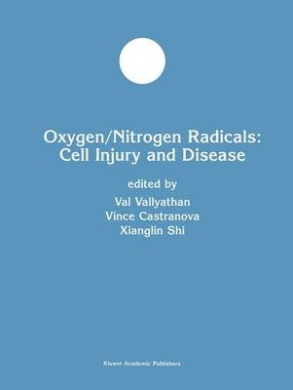 Oxygen/Nitrogen Radicals:
Cell Injury and Disease
edited by
Val Vallyathan
Vince Castranova
Xianglin Shi
Kluwer Academic Publishers